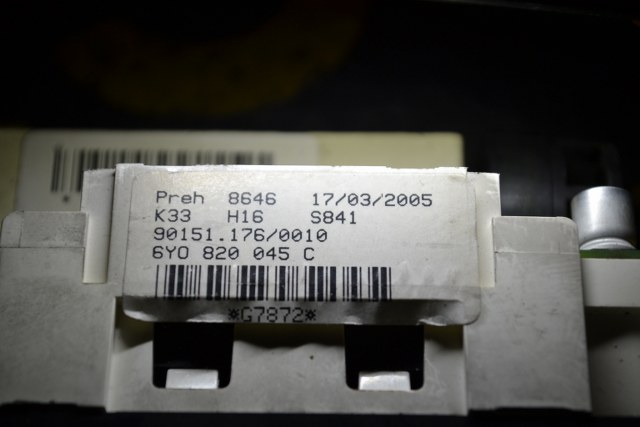 Preh 8646 17/03/2005
K33 H16 S841
90151.176/0010
6Y0 820 045 C
*G7872*